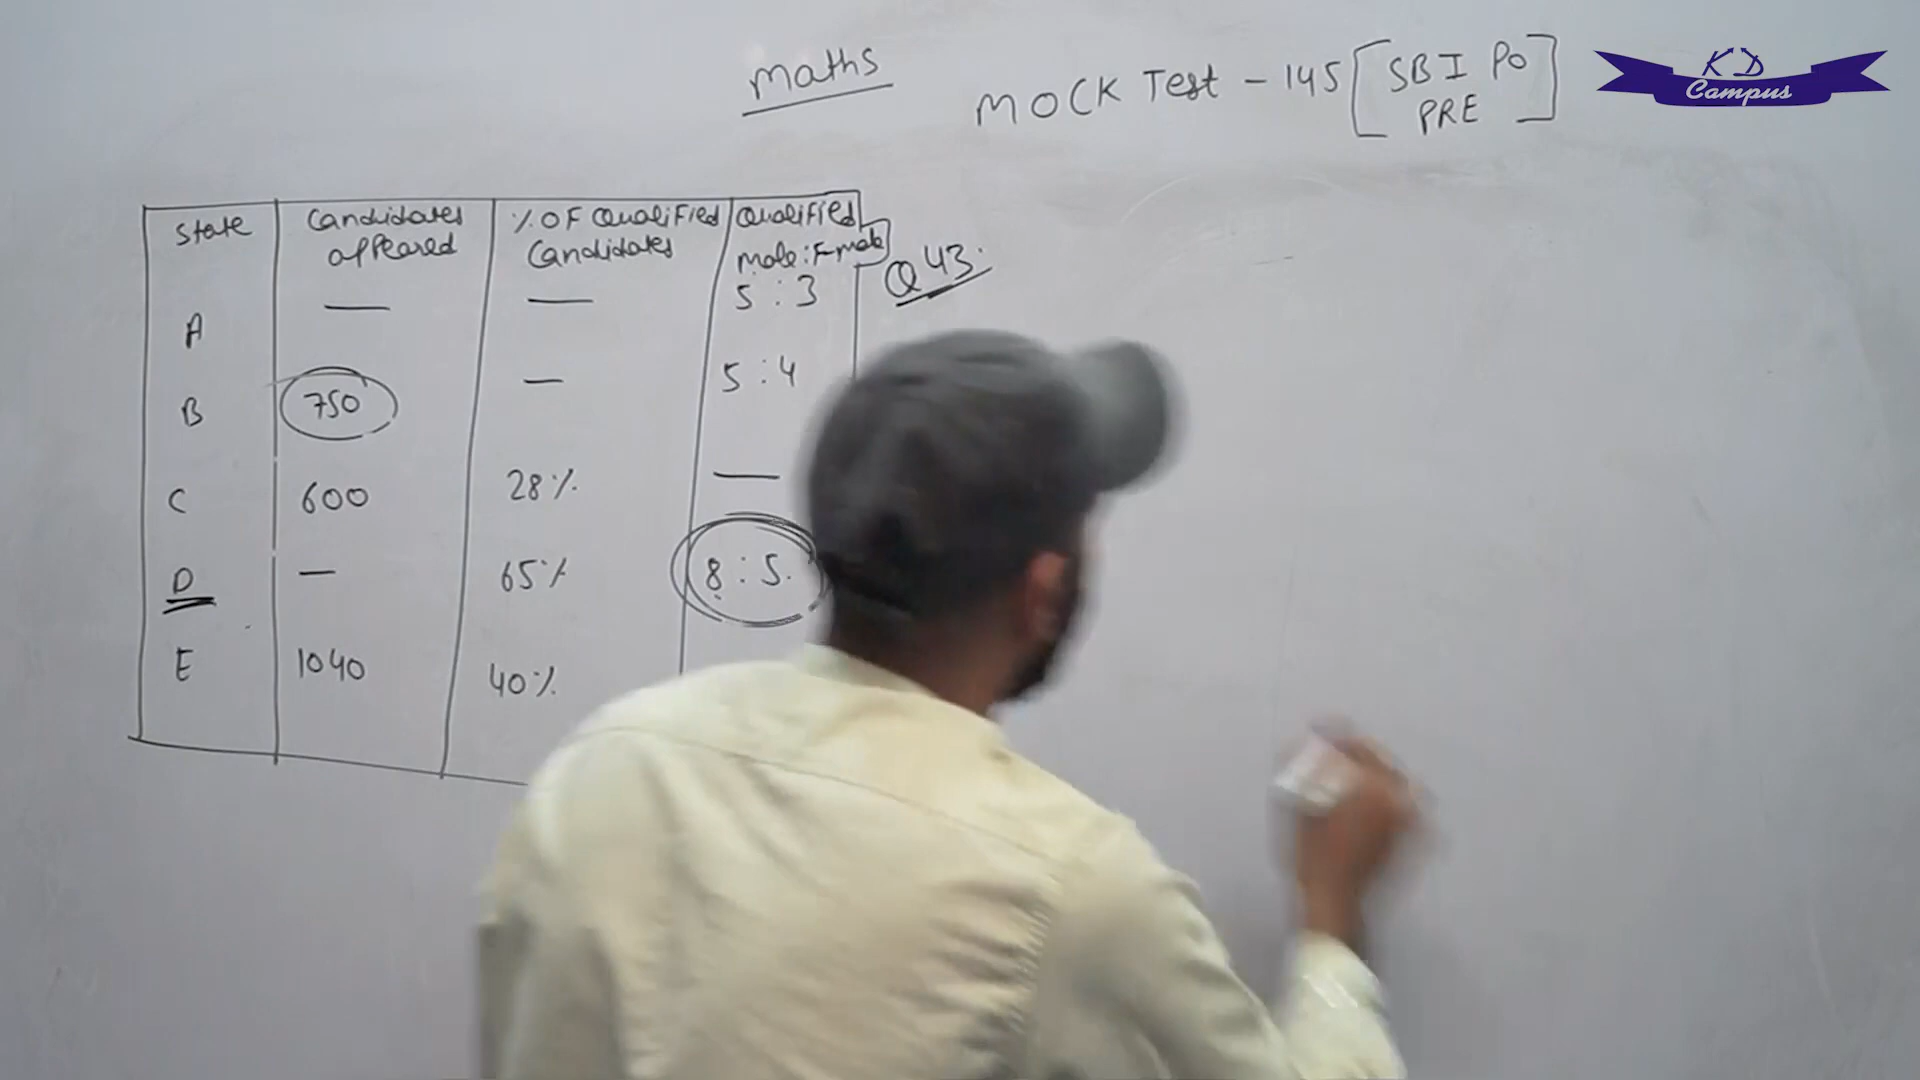 maths
MOCK Test - 145 [SBI PO PRE]
KD Campus
State | Candidates appeared | % OF Qualified Candidates | Qualified male:Fmale
A | — | — | 5 : 3
B | 750 | — | 5 : 4
C | 600 | 28% | —
D | — | 65% | 8 : 5.
E | 1040 | 40%
Q 43.